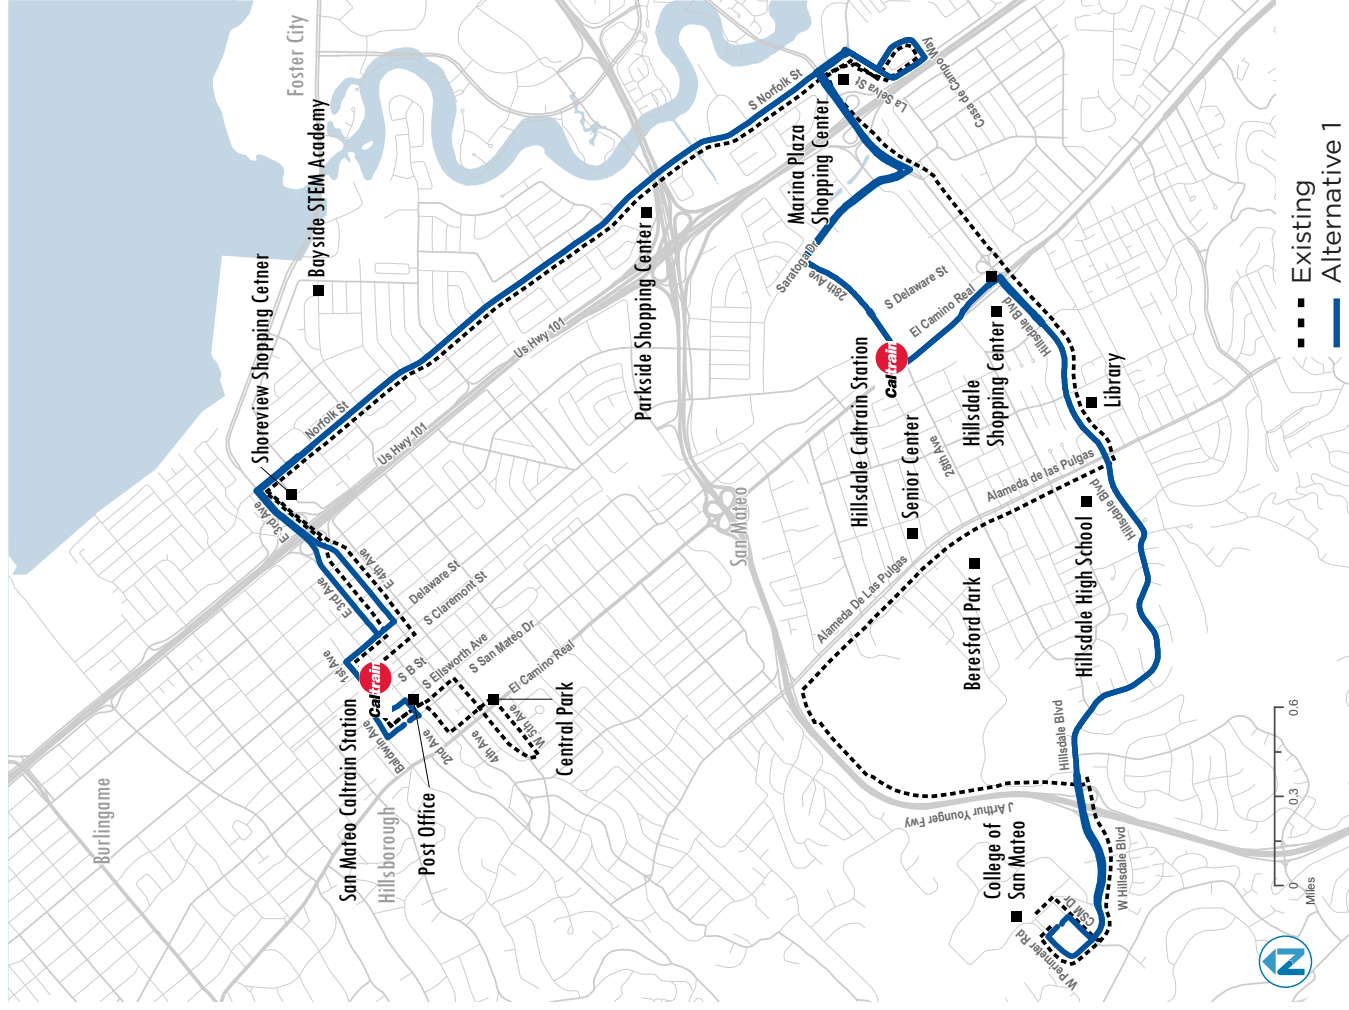 Foster City
Bayside STEM Academy
Shoreview Shopping Cetner
Parkside Shopping Center
Marina Plaza
Shopping Center
S Norfolk St
La Selva St
Casa de Campo Way
Saratoga Dr
28th Ave
S Delaware St
El Camino Real
Us Hwy 101
Us Hwy 101
Norfolk St
E 3rd Ave
E 3rd Ave
E 4th Ave
Delaware St
S Claremont St
1st Ave
S B St
S Ellsworth Ave
S San Mateo Dr
El Camino Real
Caltrain
San Mateo Caltrain Station
Baldwin Ave
2nd Ave
4th Ave
W 5th Ave
Central Park
Post Office
Hillsborough
Burlingame
San Mateo
Caltrain
Hillsdale Caltrain Station
Senior Center
28th Ave
Hillsdale
Shopping Center
Hillsdale Blvd
Library
Alameda de las Pulgas
Alameda De Las Pulgas
Beresford Park
Hillsdale High School
Hillsdale Blvd
Hillsdale Blvd
Hillsdale Blvd
J Arthur Younger Fwy
College of
San Mateo
W Hillsdale Blvd
CSM Dr
W Perimeter Rd
Existing
Alternative 1
0
0.3
0.6
Miles
N